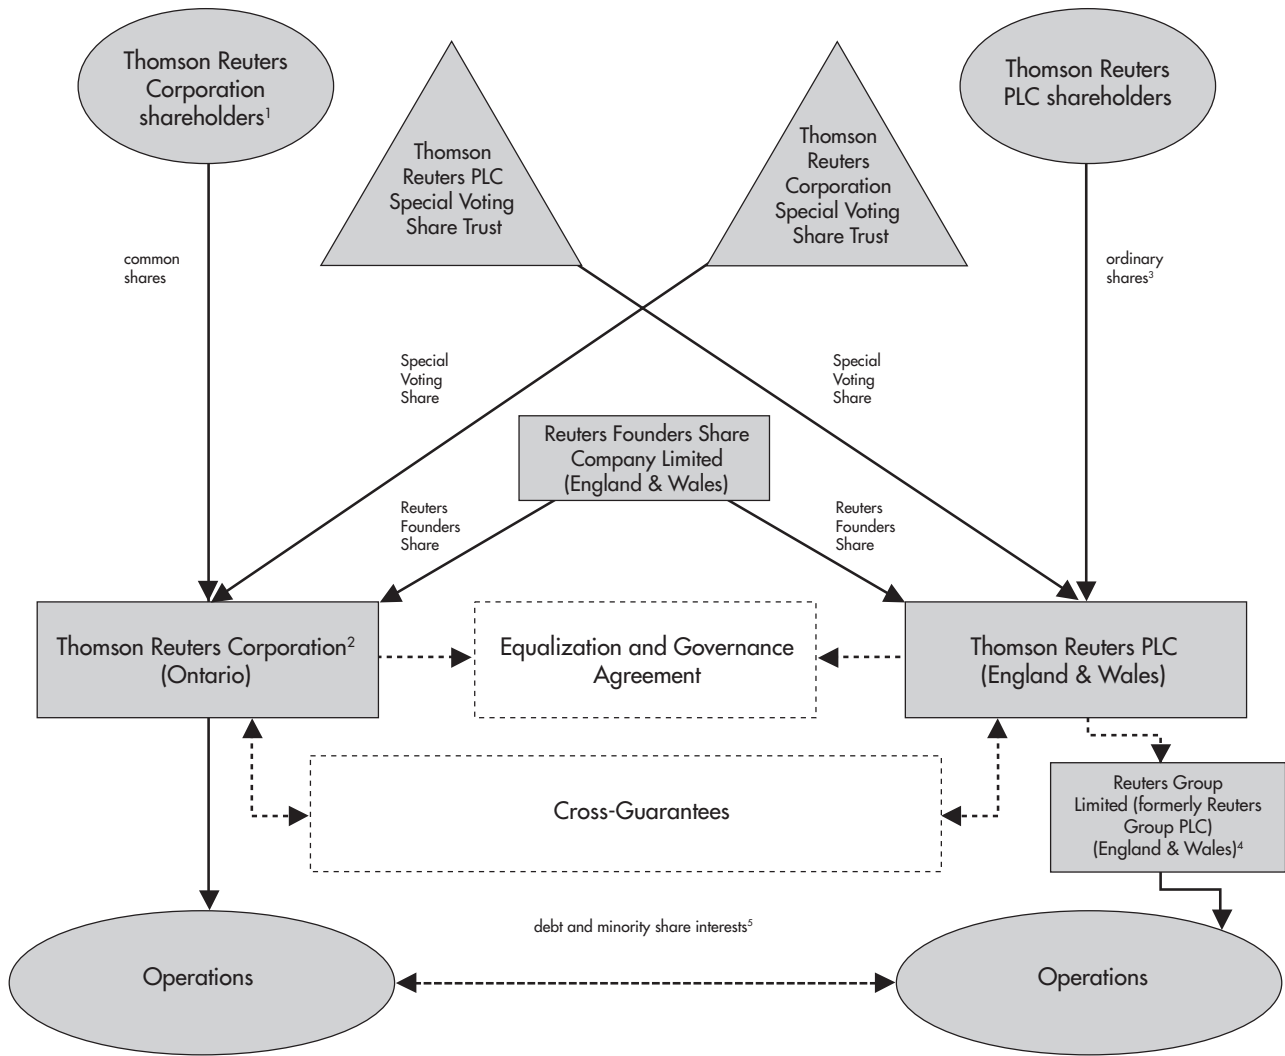 Thomson Reuters
Corporation
shareholders¹
Thomson
Reuters PLC
Special Voting
Share Trust
Thomson
Reuters
Corporation
Special Voting
Share Trust
Thomson Reuters
PLC shareholders
common
shares
ordinary
shares³
Special
Voting
Share
Special
Voting
Share
Reuters Founders Share
Company Limited
(England & Wales)
Reuters
Founders
Share
Reuters
Founders
Share
Thomson Reuters Corporation²
(Ontario)
Equalization and Governance
Agreement
Thomson Reuters PLC
(England & Wales)
Cross-Guarantees
Reuters Group
Limited (formerly Reuters
Group PLC)
(England & Wales)⁴
debt and minority share interests⁵
Operations
Operations